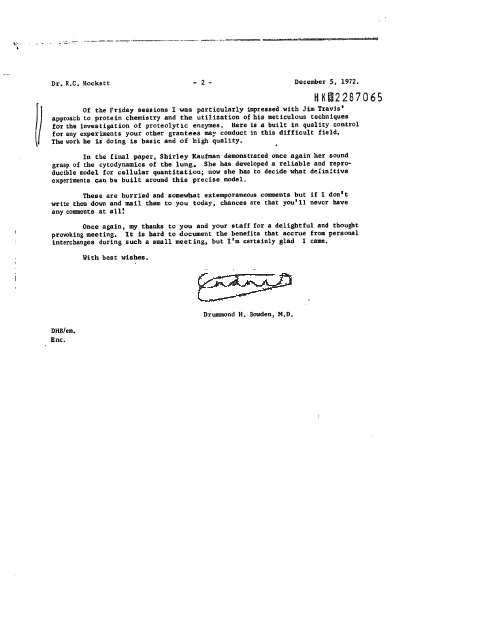 Dr. R.C. Hockett - 2 - December 5, 1972.
2287065
Of the Friday sessions I was particularly impressed with Jim Travis'
approach to protein chemistry and the utilization of his meticulous techniques
for the investigation of proteolytic enzymes. Here is a built in quality control
for any experiments your other grantees may conduct in this difficult field.
The work he is doing is basic and of high quality.
In the final paper, Shirley Kaufman demonstrated once again her sound
grasp of the cytodynamics of the lung. She has developed a reliable and repro-
ducible model for cellular quantitation; now she has to decide what definitive
experiments can be built around this precise model.
These are hurried and somewhat extemporaneous comments but if I don't
write them down and mail them to you today, chances are that you'll never have
any comments at all!
Once again, my thanks to you and your staff for a delightful and thought
provoking meeting. It is hard to document the benefits that accrue from personal
interchanges during such a small meeting, but I'm certainly glad I came.
With best wishes.
Drummond H. Bowden, M.D.
DHB/em.
Enc.